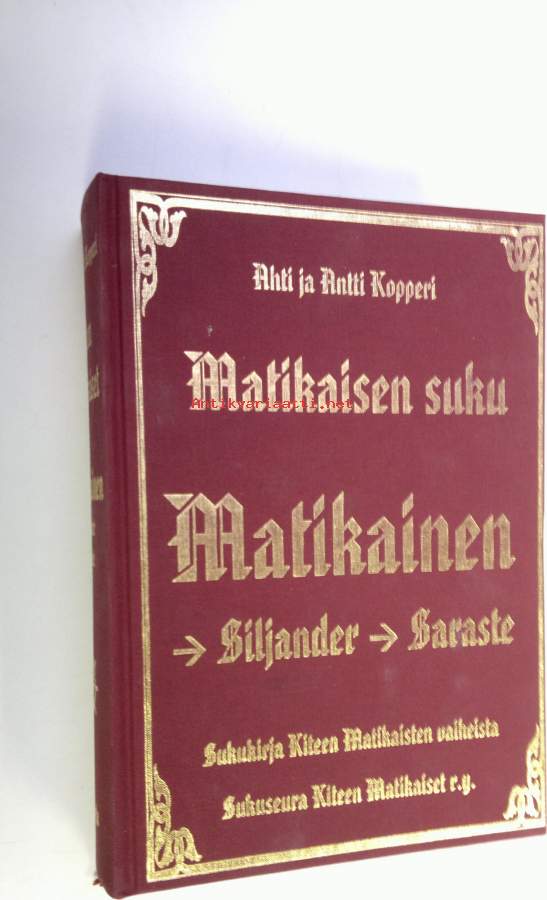 Ahti ja Antti Kopperi
Matikaisen suku
Antikvariaatti.net
Matikainen
→ Siljander → Saraste
Sukukirja Kiteen Matikaisten vaiheista
Sukuseura Kiteen Matikaiset r.y.